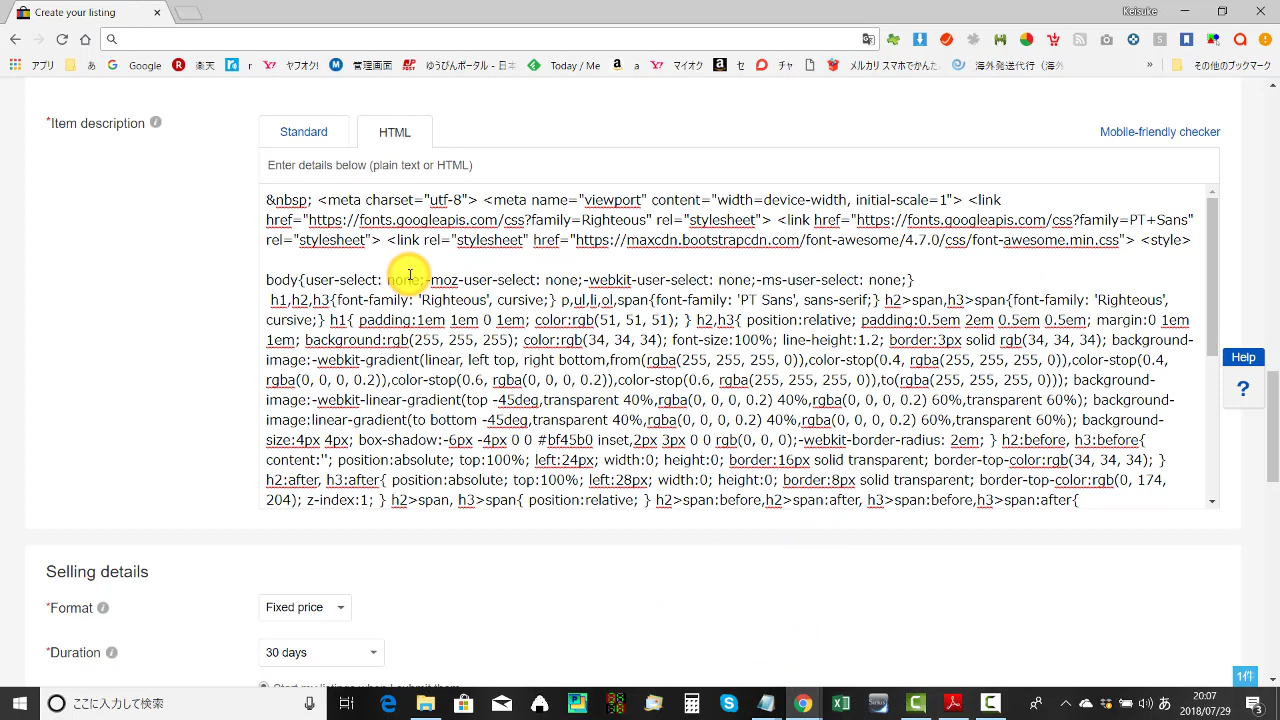 Create your listing
Keisuke
アプリ あ Google 楽天 r ヤフオク! 管理画面 ゆうびんポータル - 日本 Today / Me a マイオク セ チャ メルカリ スマホでかんた 海外発送代行（海外 » その他のブックマーク
*Item description
Standard HTML Mobile-friendly checker
Enter details below (plain text or HTML)
&nbsp; <meta charset="utf-8"> <meta name="viewport" content="width=device-width, initial-scale=1"> <link
href="https://fonts.googleapis.com/css?family=Righteous" rel="stylesheet"> <link href="https://fonts.googleapis.com/css?family=PT+Sans"
rel="stylesheet"> <link rel="stylesheet" href="https://maxcdn.bootstrapcdn.com/font-awesome/4.7.0/css/font-awesome.min.css"> <style>
body{user-select: none;-moz-user-select: none;-webkit-user-select: none;-ms-user-select: none;}
h1,h2,h3{font-family: 'Righteous', cursive;} p,ul,li,ol,span{font-family: 'PT Sans', sans-serif;} h2>span,h3>span{font-family: 'Righteous',
cursive;} h1{ padding:1em 1em 0 1em; color:rgb(51, 51, 51); } h2,h3{ position:relative; padding:0.5em 2em 0.5em 0.5em; margin:0 1em
1em; background:rgb(255, 255, 255); color:rgb(34, 34, 34); font-size:100%; line-height:1.2; border:3px solid rgb(34, 34, 34); background-
image:-webkit-gradient(linear, left top, right bottom,from(rgba(255, 255, 255, 0)),color-stop(0.4, rgba(255, 255, 255, 0)),color-stop(0.4,
rgba(0, 0, 0, 0.2)),color-stop(0.6, rgba(0, 0, 0, 0.2)),color-stop(0.6, rgba(255, 255, 255, 0)),to(rgba(255, 255, 255, 0))); background-
image:-webkit-linear-gradient(top -45deg,transparent 40%,rgba(0, 0, 0, 0.2) 40%,rgba(0, 0, 0, 0.2) 60%,transparent 60%); background-
image:linear-gradient(to bottom -45deg,transparent 40%,rgba(0, 0, 0, 0.2) 40%,rgba(0, 0, 0, 0.2) 60%,transparent 60%); background-
size:4px 4px; box-shadow:-6px -4px 0 0 #bf45b0 inset,2px 3px 0 0 rgb(0, 0, 0);-webkit-border-radius: 2em; } h2:before, h3:before{
content:''; position:absolute; top:100%; left:24px; width:0; height:0; border:16px solid transparent; border-top-color:rgb(34, 34, 34); }
h2:after, h3:after{ position:absolute; top:100%; left:28px; width:0; height:0; border:8px solid transparent; border-top-color:rgb(0, 174,
204); z-index:1; } h2>span, h3>span{ position:relative; } h2>span:before,h2>span:after, h3>span:before,h3>span:after{
Help
?
Selling details
*Format Fixed price
*Duration 30 days
Start my listings when I submit them
1件
ここに入力して検索
20:07
2018/07/29